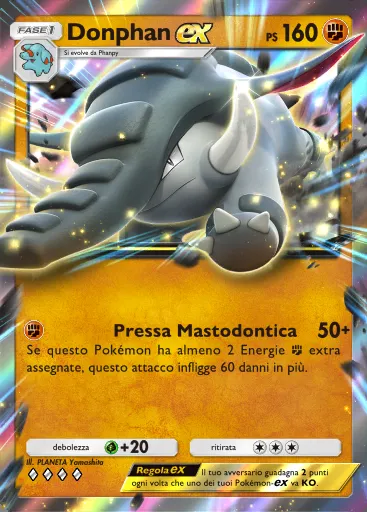 FASE 1
Donphan ex
PS 160
Si evolve da Phanpy
Pressa Mastodontica 50+
Se questo Pokémon ha almeno 2 Energie extra
assegnate, questo attacco infligge 60 danni in più.
debolezza +20
ritirata
Ill. PLANETA Yamashita
Regola ex
Il tuo avversario guadagna 2 punti
ogni volta che uno dei tuoi Pokémon-ex va KO.